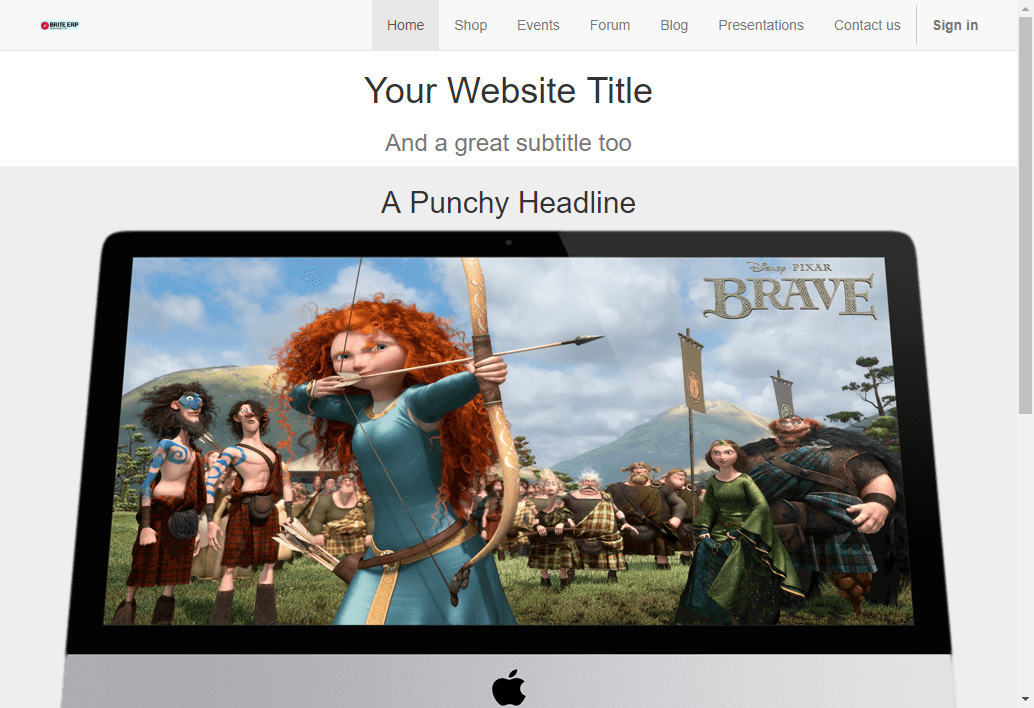 BRITE ERP
Home
Shop
Events
Forum
Blog
Presentations
Contact us
Sign in
Your Website Title
And a great subtitle too
A Punchy Headline
Disney · PIXAR
BRAVE